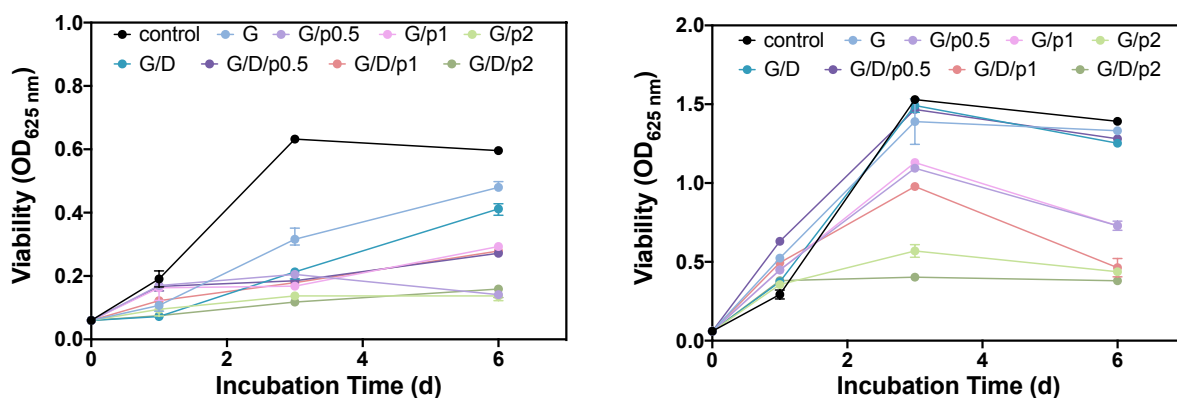 Viability (OD625 nm)
1.0
0.8
0.6
0.4
0.2
0.0
control G G/p0.5 G/p1 G/p2
G/D G/D/p0.5 G/D/p1 G/D/p2
0 2 4 6
Incubation Time (d)
Viability (OD625 nm)
2.0
1.5
1.0
0.5
0.0
control G G/p0.5 G/p1 G/p2
G/D G/D/p0.5 G/D/p1 G/D/p2
0 2 4 6
Incubation Time (d)